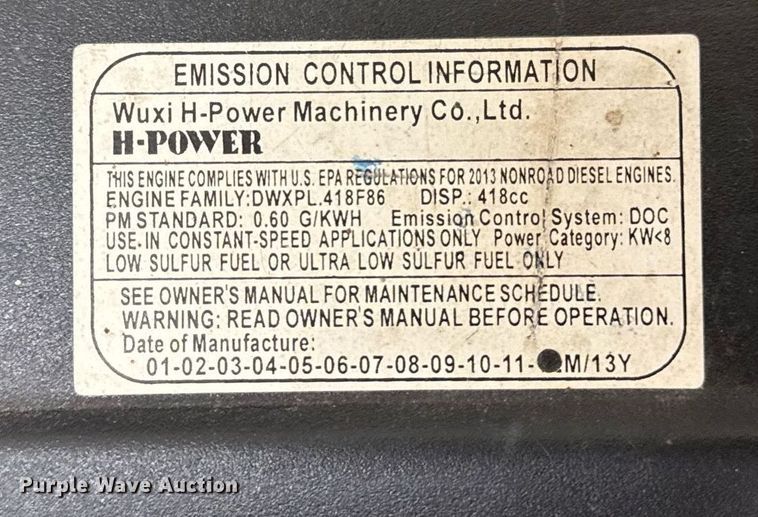 EMISSION CONTROL INFORMATION
Wuxi H-Power Machinery Co.,Ltd.
H-POWER
THIS ENGINE COMPLIES WITH U.S. EPA REGULATIONS FOR 2013 NONROAD DIESEL ENGINES.
ENGINE FAMILY:DWXPL.418F86 DISP.: 418cc
PM STANDARD: 0.60 G/KWH Emission Control System: DOC
USE-IN CONSTANT-SPEED APPLICATIONS ONLY Power Category: KW<8
LOW SULFUR FUEL OR ULTRA LOW SULFUR FUEL ONLY
SEE OWNER'S MANUAL FOR MAINTENANCE SCHEDULE.
WARNING: READ OWNER'S MANUAL BEFORE OPERATION.
Date of Manufacture:
01-02-03-04-05-06-07-08-09-10-11- M/13Y
Purple Wave Auction